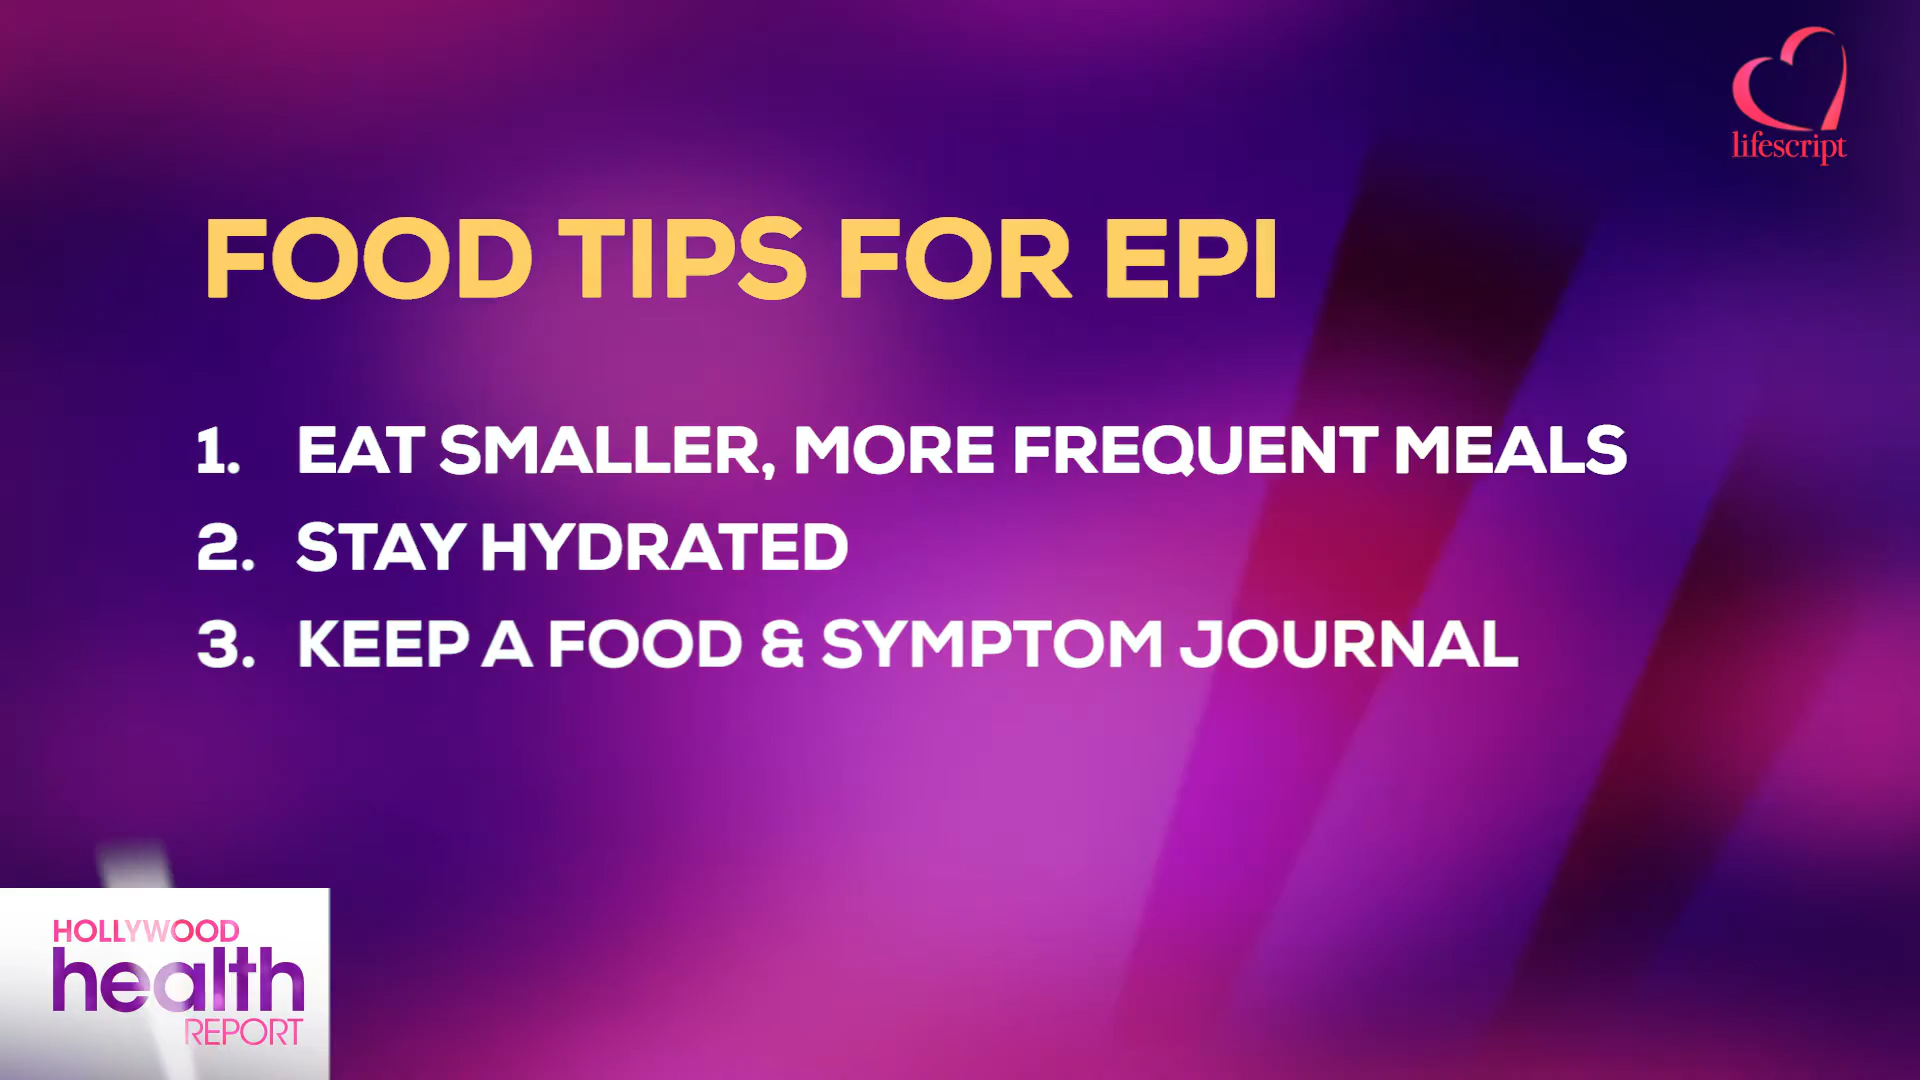 lifescript
FOOD TIPS FOR EPI
1. EAT SMALLER, MORE FREQUENT MEALS
2. STAY HYDRATED
3. KEEP A FOOD & SYMPTOM JOURNAL
HOLLYWOOD
health
REPORT